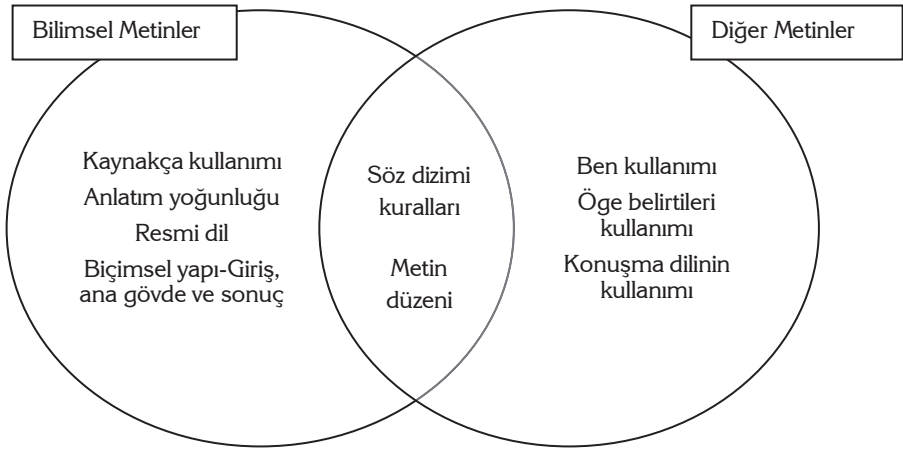 Bilimsel Metinler
Diğer Metinler
Kaynakça kullanımı
Anlatım yoğunluğu
Resmi dil
Biçimsel yapı-Giriş,
ana gövde ve sonuç
Söz dizimi
kuralları
Metin
düzeni
Ben kullanımı
Öge belirtileri
kullanımı
Konuşma dilinin
kullanımı